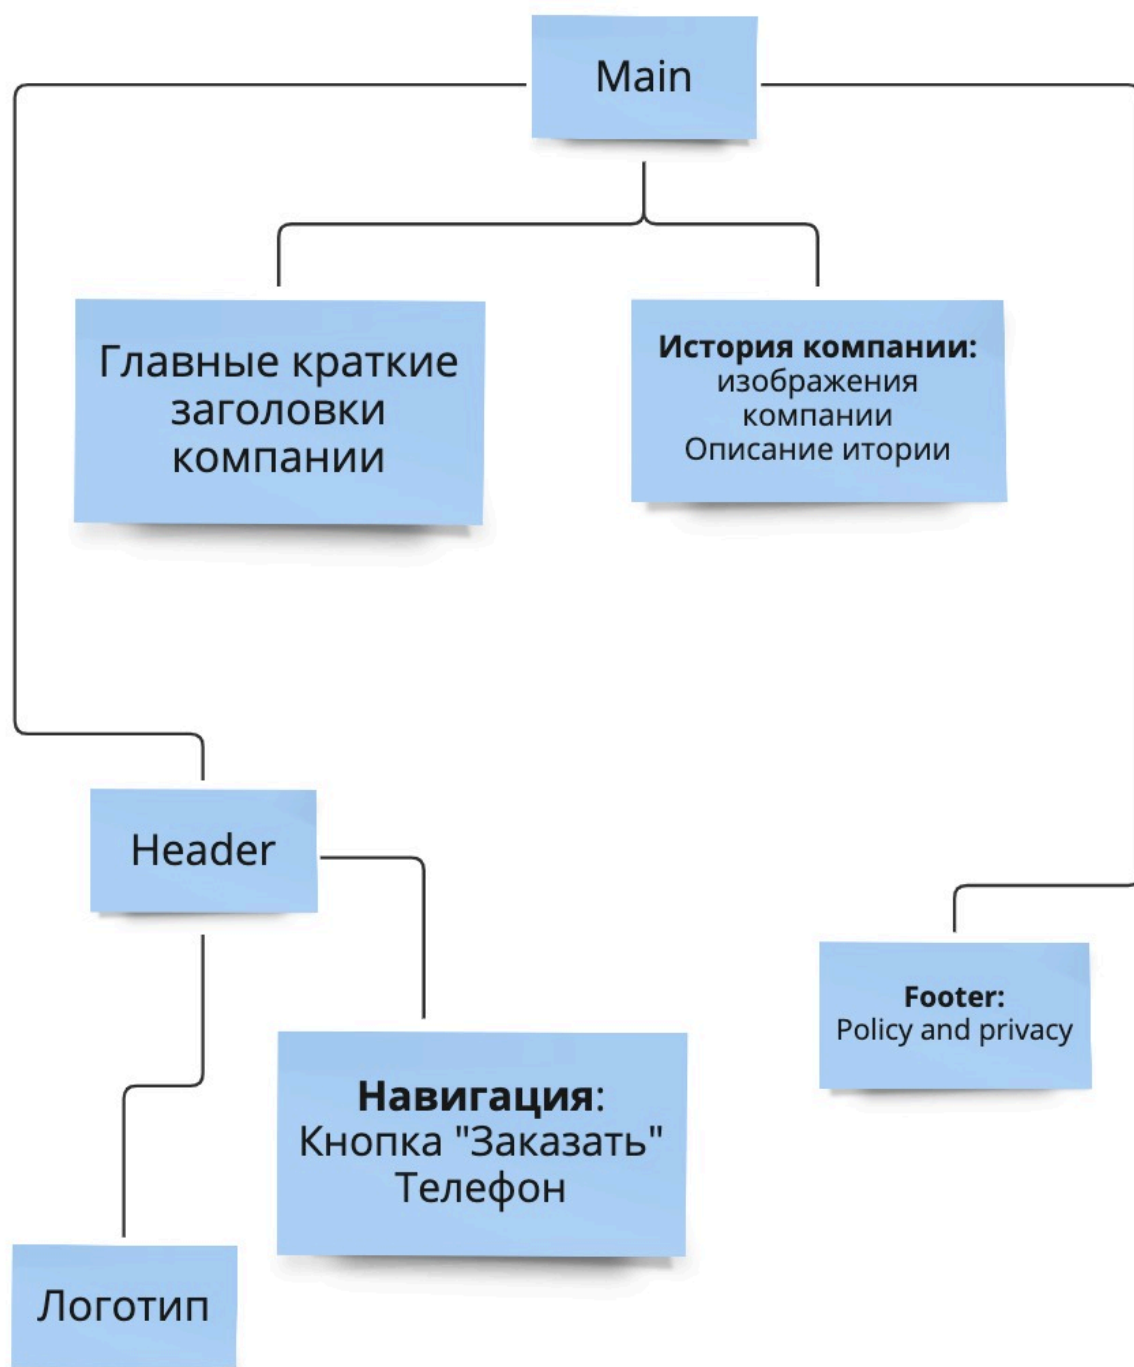 Main
Главные краткие
заголовки
компании
История компании:
изображения
компании
Описание итории
Header
Footer:
Policy and privacy
Навигация:
Кнопка "Заказать"
Телефон
Логотип